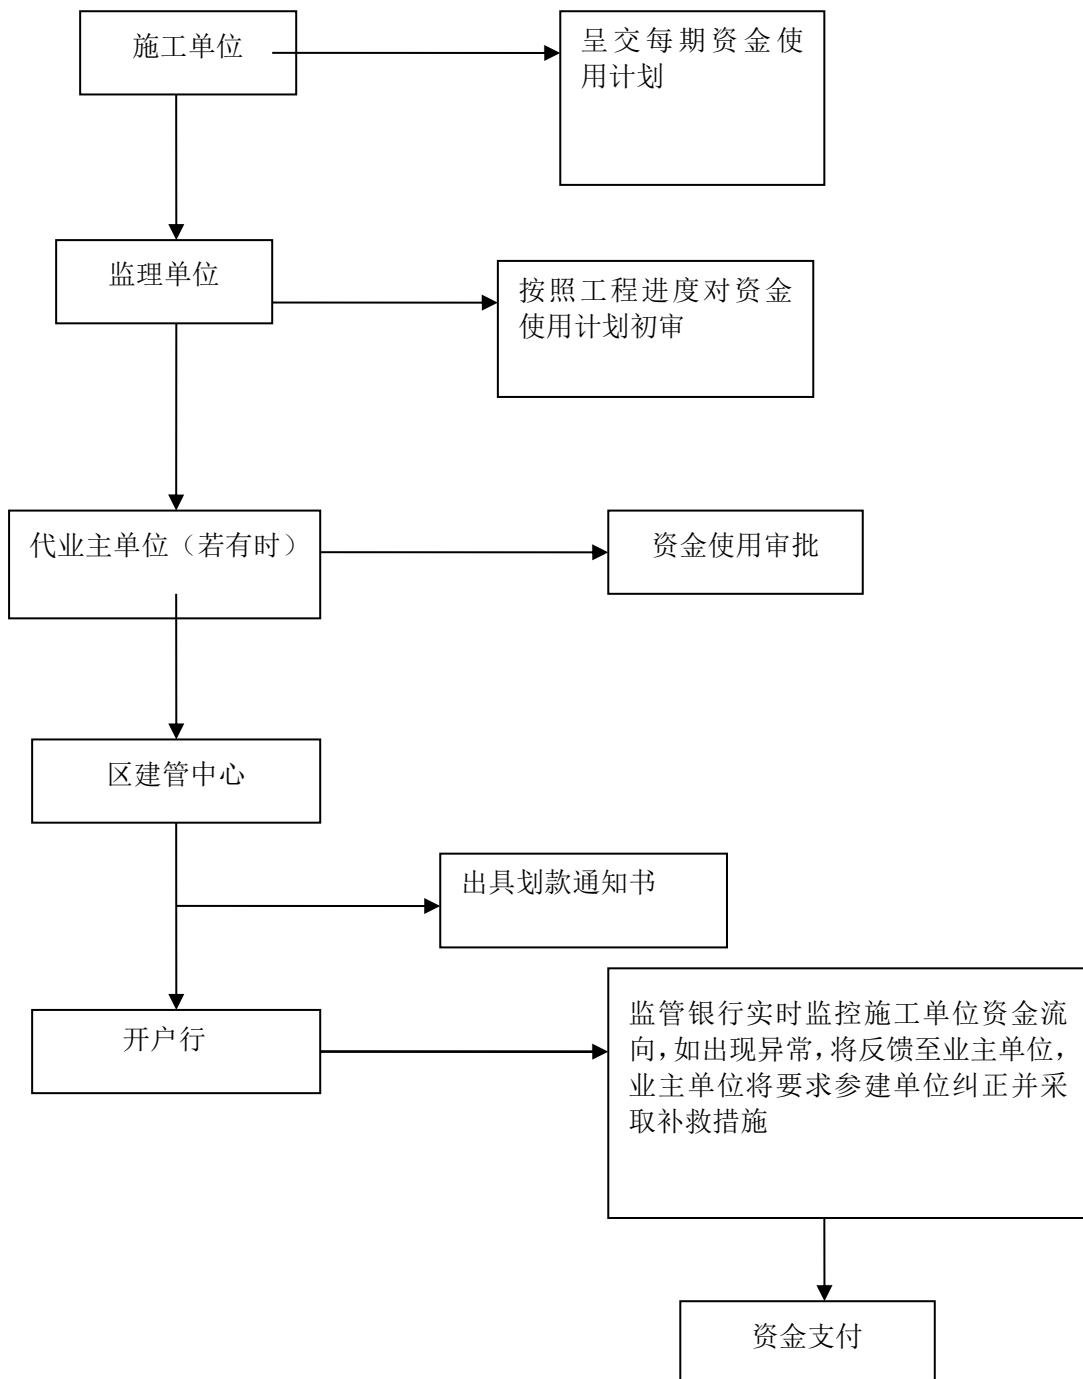 施工单位
呈交每期资金使
用计划
监理单位
按照工程进度对资金
使用计划初审
代业主单位（若有时）
资金使用审批
区建管中心
出具划款通知书
开户行
监管银行实时监控施工单位资金流
向，如出现异常，将反馈至业主单位，
业主单位将要求参建单位纠正并采
取补救措施
资金支付